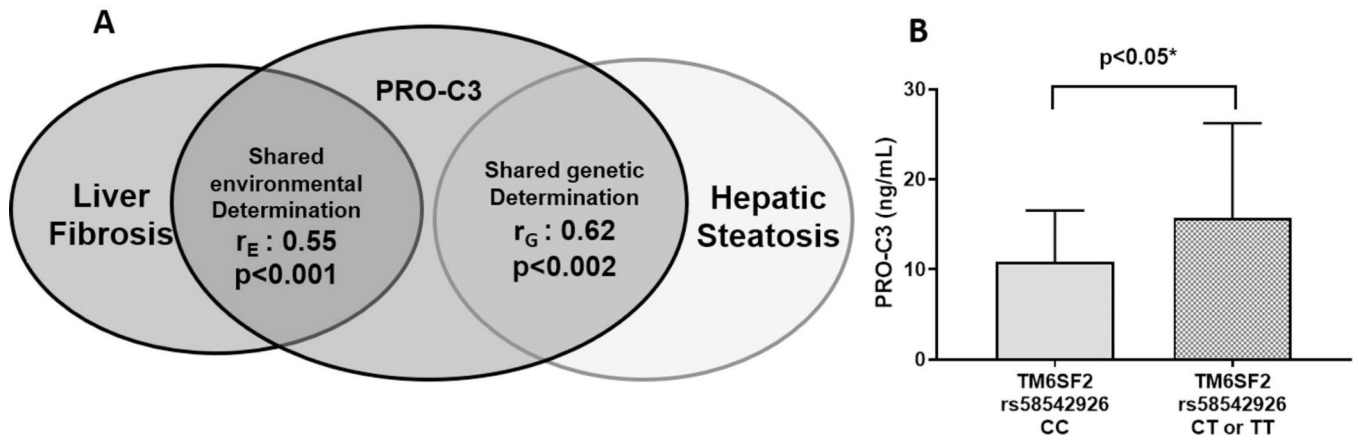 A
PRO-C3
Liver
Fibrosis
Shared
environmental
Determination
r_E : 0.55
p<0.001
Shared genetic
Determination
r_G : 0.62
p<0.002
Hepatic
Steatosis
B
p<0.05*
PRO-C3 (ng/mL)
30
20
10
0
TM6SF2
rs58542926
CC
TM6SF2
rs58542926
CT or TT